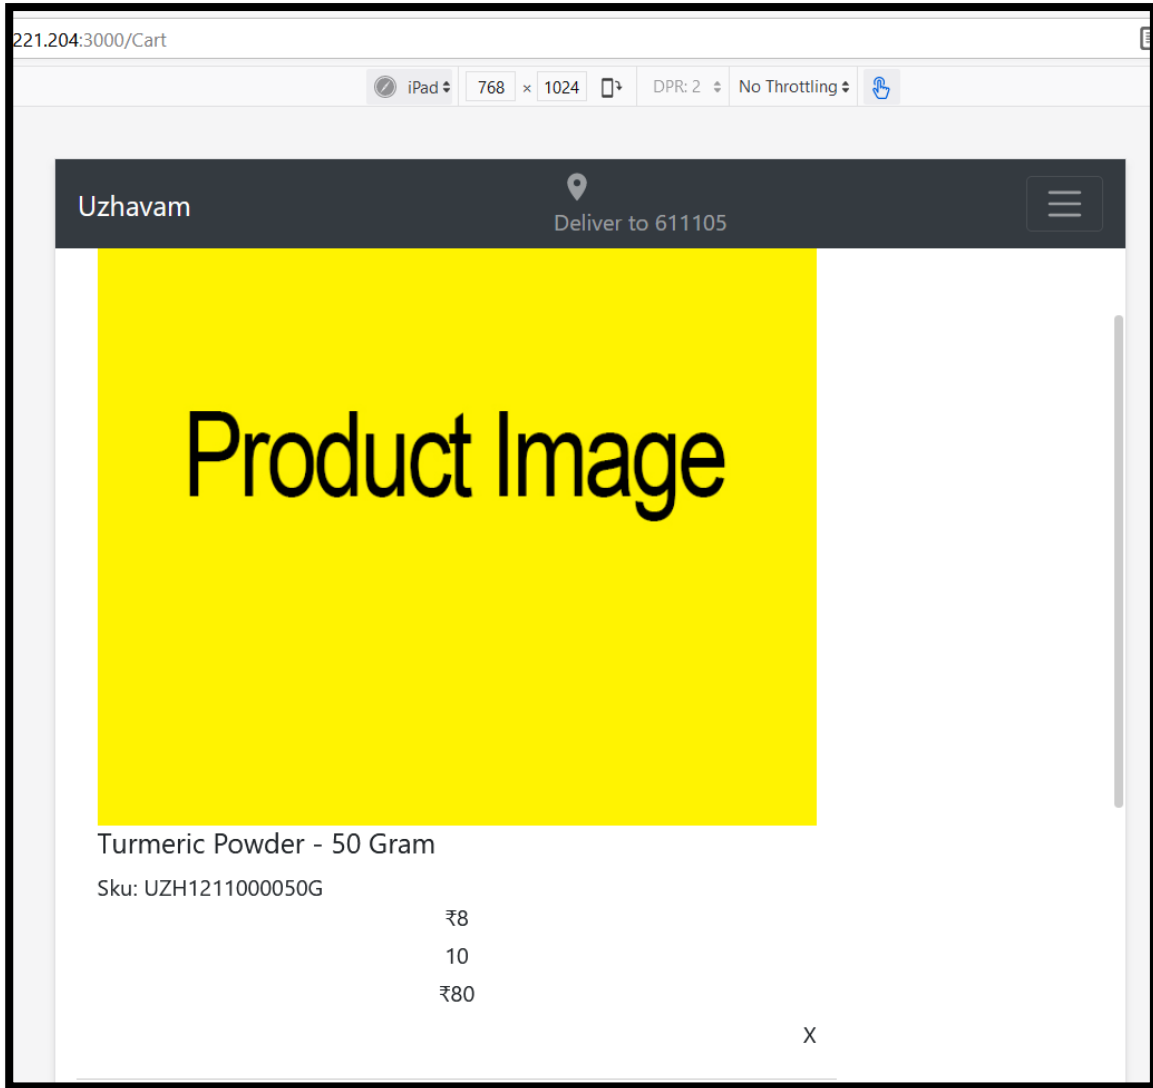 221.204:3000/Cart
iPad 768 × 1024 DPR: 2 No Throttling
Uzhavam
Deliver to 611105
Product Image
Turmeric Powder - 50 Gram
Sku: UZH1211000050G
₹8
10
₹80
X